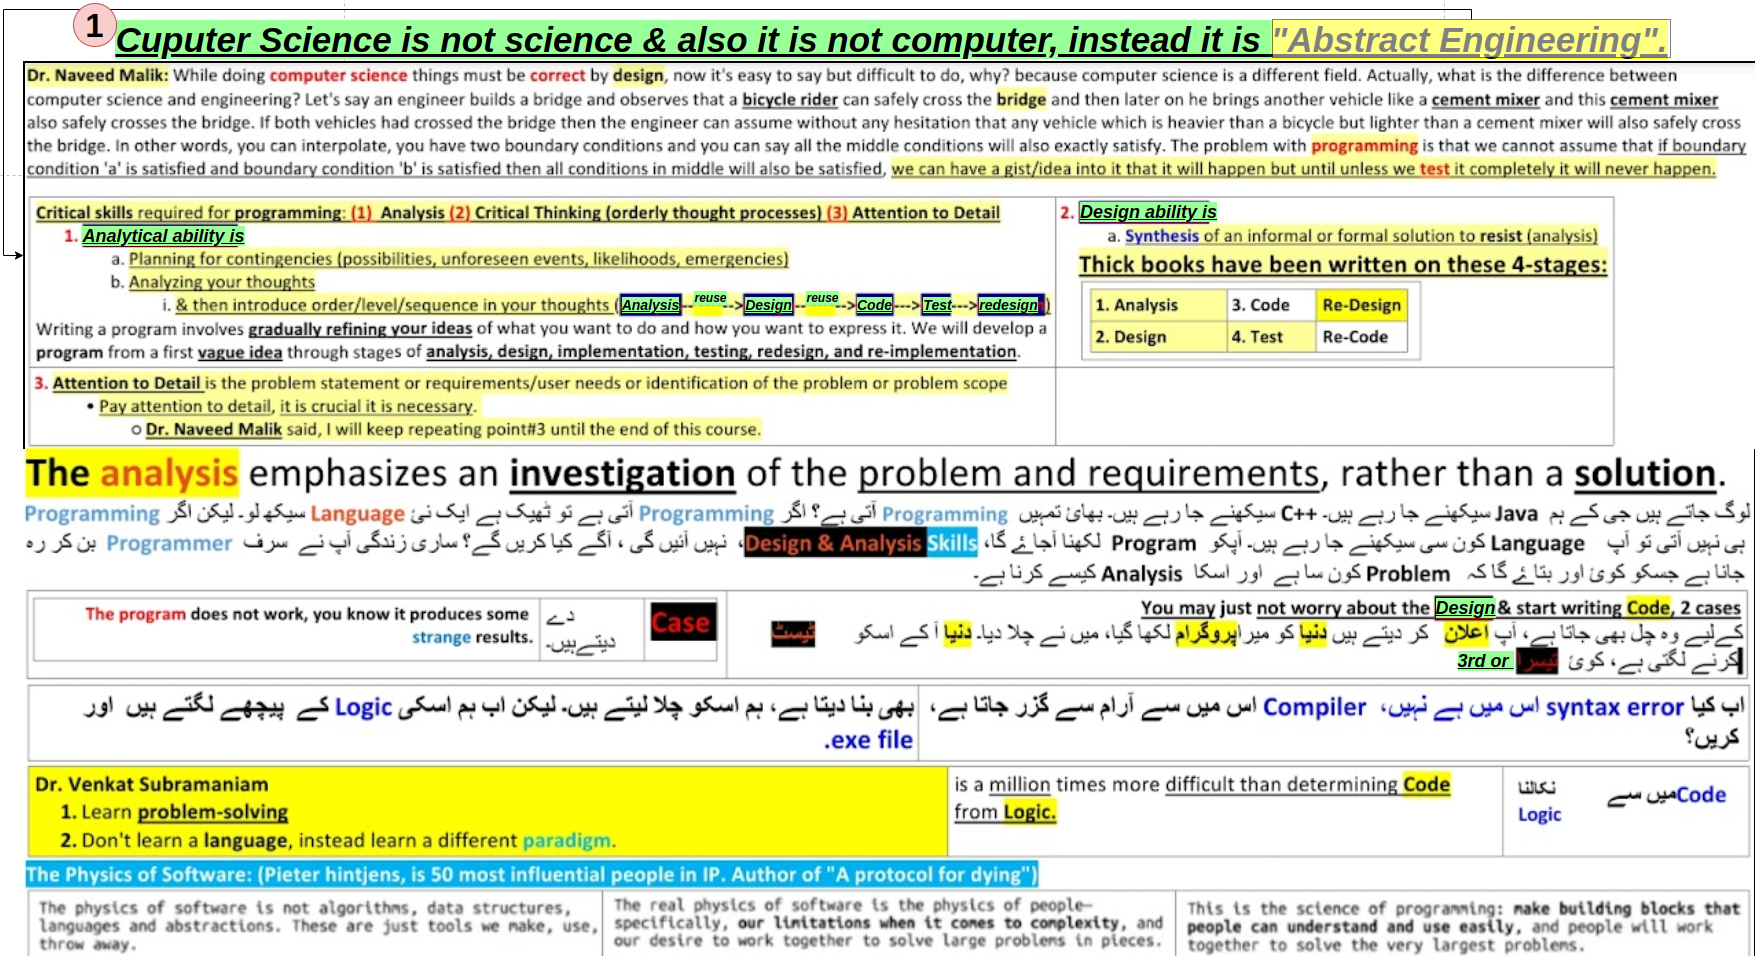 1
Cuputer Science is not science & also it is not computer, instead it is "Abstract Engineering".
Dr. Naveed Malik: While doing computer science things must be correct by design, now it's easy to say but difficult to do, why? because computer science is a different field. Actually, what is the difference between
computer science and engineering? Let's say an engineer builds a bridge and observes that a bicycle rider can safely cross the bridge and then later on he brings another vehicle like a cement mixer and this cement mixer
also safely crosses the bridge. If both vehicles had crossed the bridge then the engineer can assume without any hesitation that any vehicle which is heavier than a bicycle but lighter than a cement mixer will also safely cross
the bridge. In other words, you can interpolate, you have two boundary conditions and you can say all the middle conditions will also exactly satisfy. The problem with programming is that we cannot assume that if boundary
condition 'a' is satisfied and boundary condition 'b' is satisfied then all conditions in middle will also be satisfied, we can have a gist/idea into it that it will happen but until unless we test it completely it will never happen.
Critical skills required for programming: (1) Analysis (2) Critical Thinking (orderly thought processes) (3) Attention to Detail
1. Analytical ability is
a. Planning for contingencies (possibilities, unforeseen events, likelihoods, emergencies)
b. Analyzing your thoughts
i. & then introduce order/level/sequence in your thoughts (Analysis--reuse-->Design--reuse-->Code--->Test--->redesign)
Writing a program involves gradually refining your ideas of what you want to do and how you want to express it. We will develop a
program from a first vague idea through stages of analysis, design, implementation, testing, redesign, and re-implementation.
2. Design ability is
a. Synthesis of an informal or formal solution to resist (analysis)
Thick books have been written on these 4-stages:
1. Analysis 3. Code Re-Design
2. Design 4. Test Re-Code
3. Attention to Detail is the problem statement or requirements/user needs or identification of the problem or problem scope
• Pay attention to detail, it is crucial it is necessary.
o Dr. Naveed Malik said, I will keep repeating point#3 until the end of this course.
The analysis emphasizes an investigation of the problem and requirements, rather than a solution.
لوگ جاتے ہیں جی کے ہم Java سیکھنے جا رہے ہیں۔ C++ سیکھنے جا رہے ہیں۔ بھائ تمہیں Programming آتی ہے؟ اگر Programming آتی ہے تو ٹھیک ہے ایک نئ Language سیکھ لو۔ لیکن اگر Programming
ہی نہیں آتی تو آپ Language کون سی سیکھنے جا رہے ہیں۔ آپکو Program لکھنا آجاۓ گا، Design & Analysis Skills نہیں آئیں گی، آگے کیا کریں گے؟ ساری زندگی آپ نے سرف Programmer بن کر رہ
جانا ہے جسکو کوئ اور بتاۓ گا کہ Problem کون سا ہے اور اسکا Analysis کیسے کرنا ہے۔
You may just not worry about the Design & start writing Code, 2 cases
کے لیے وہ چل بھی جاتا ہے، آپ اعلان کر دیتے ہیں دنیا کو میرا پروگرام لکھا گیا، میں نے چلا دیا۔ دنیا آ کے اسکو ٹیسٹ
کرنے لگتی ہے، کوئ تیسرا 3rd or
Case
دے
دیتے ہیں۔
The program does not work, you know it produces some
strange results.
اب کیا syntax error اس میں ہے نہیں، Compiler اس میں سے آرام سے گزر جاتا ہے،
کریں؟
بھی بنا دیتا ہے، ہم اسکو چلا لیتے ہیں۔ لیکن اب ہم اسکی Logic کے پیچھے لگتے ہیں اور
.exe file
Dr. Venkat Subramaniam
1. Learn problem-solving
2. Don't learn a language, instead learn a different paradigm.
is a million times more difficult than determining Code
from Logic.
Code میں سے
نکالنا
Logic
The Physics of Software: (Pieter hintjens, is 50 most influential people in IP. Author of "A protocol for dying")
The physics of software is not algorithms, data structures,
languages and abstractions. These are just tools we make, use,
throw away.
The real physics of software is the physics of people—
specifically, our limitations when it comes to complexity, and
our desire to work together to solve large problems in pieces.
This is the science of programming: make building blocks that
people can understand and use easily, and people will work
together to solve the very largest problems.